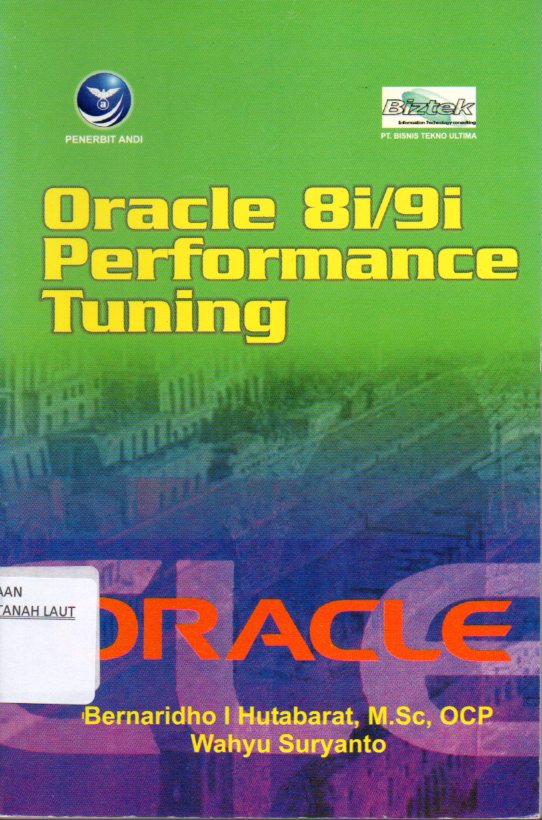 PENERBIT ANDI
Biztek
Information Technology consulting
PT. BISNIS TEKNO ULTIMA
Oracle 8i/9i
Performance
Tuning
AAN
TANAH LAUT
ORACLE
Bernaridho I Hutabarat, M.Sc, OCP
Wahyu Suryanto